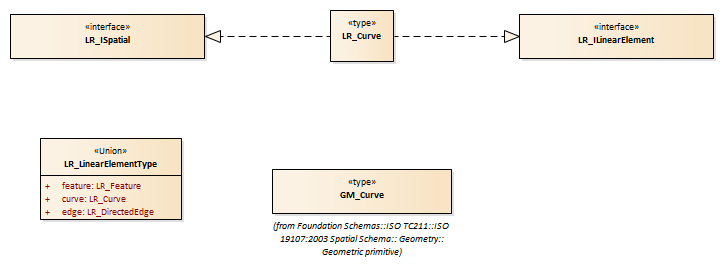 «interface»
LR_ISpatial
«type»
LR_Curve
«interface»
LR_ILinearElement
«Union»
LR_LinearElementType
+ feature: LR_Feature
+ curve: LR_Curve
+ edge: LR_DirectedEdge
«type»
GM_Curve
(from Foundation Schemas::ISO TC211::ISO
19107:2003 Spatial Schema:: Geometry::
Geometric primitive)